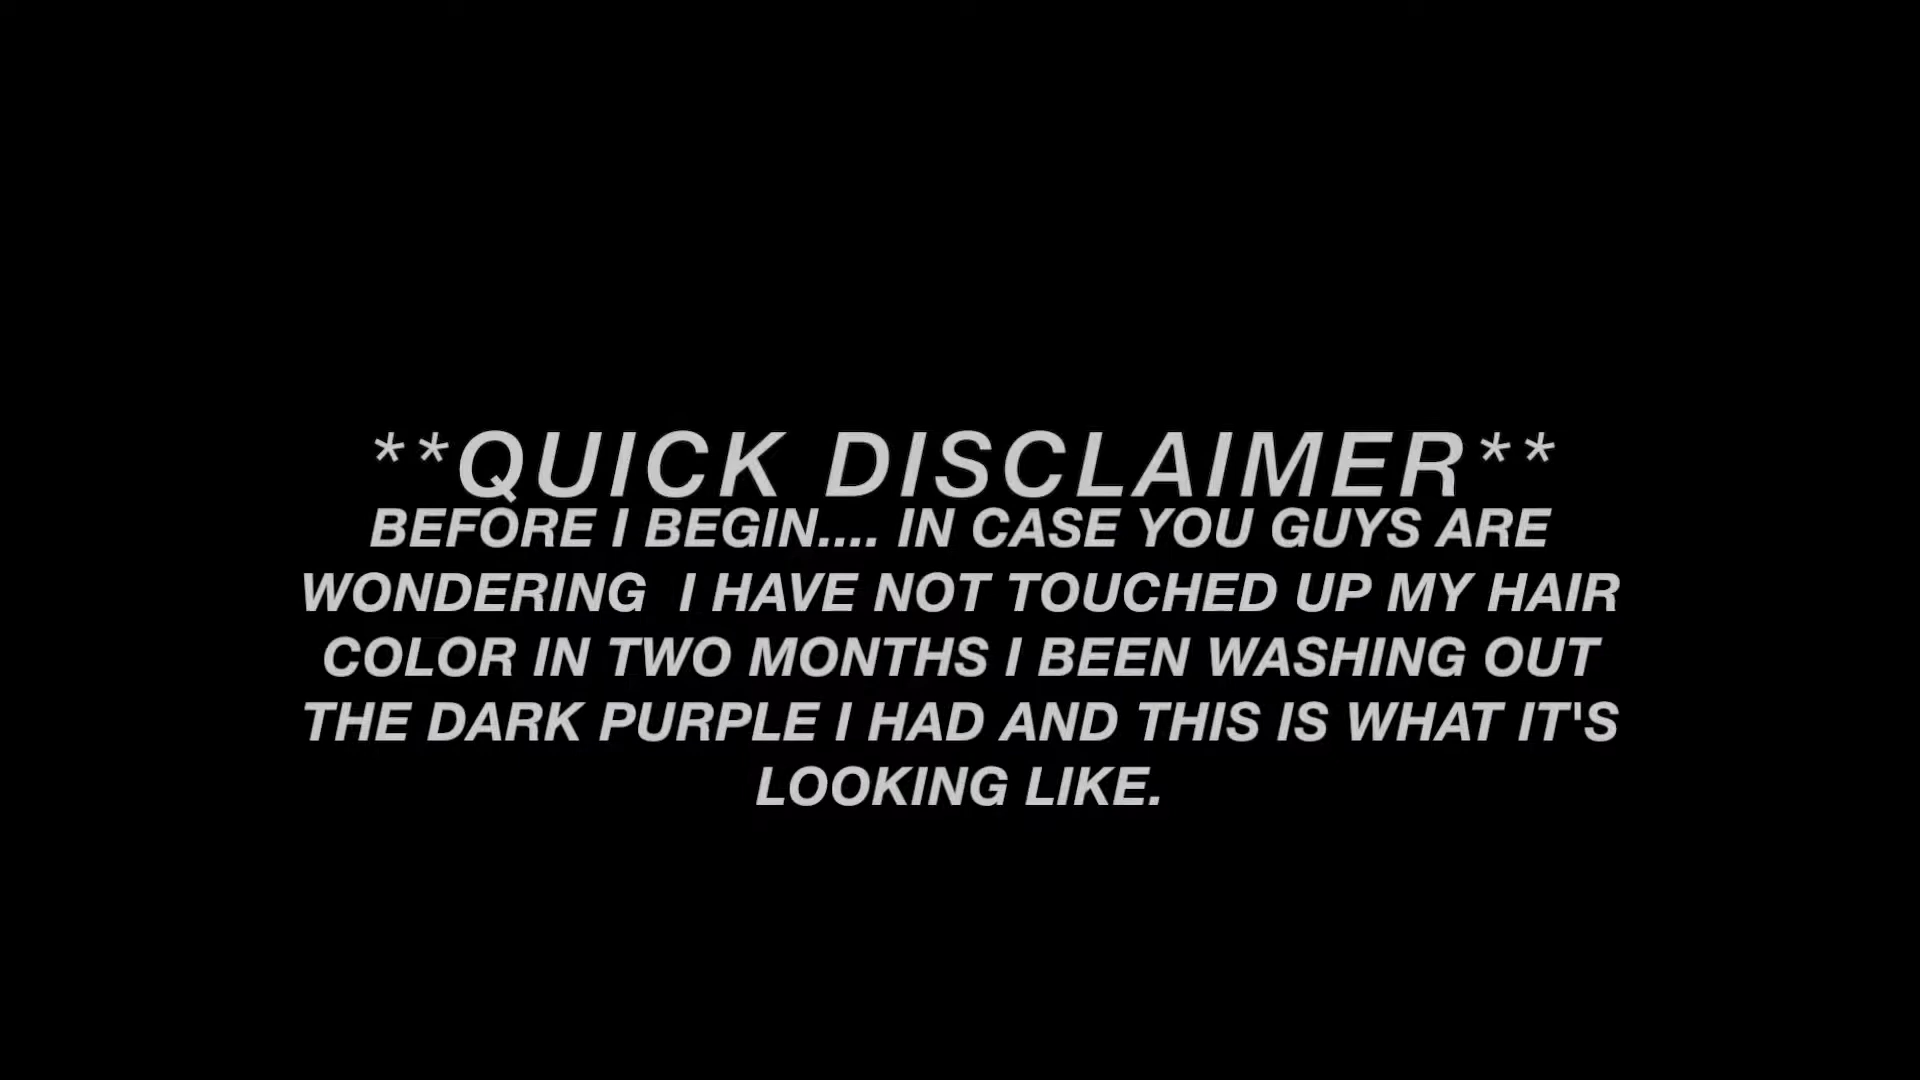 **QUICK DISCLAIMER**
BEFORE I BEGIN.... IN CASE YOU GUYS ARE
WONDERING  I HAVE NOT TOUCHED UP MY HAIR
COLOR IN TWO MONTHS I BEEN WASHING OUT
THE DARK PURPLE I HAD AND THIS IS WHAT IT'S
LOOKING LIKE.